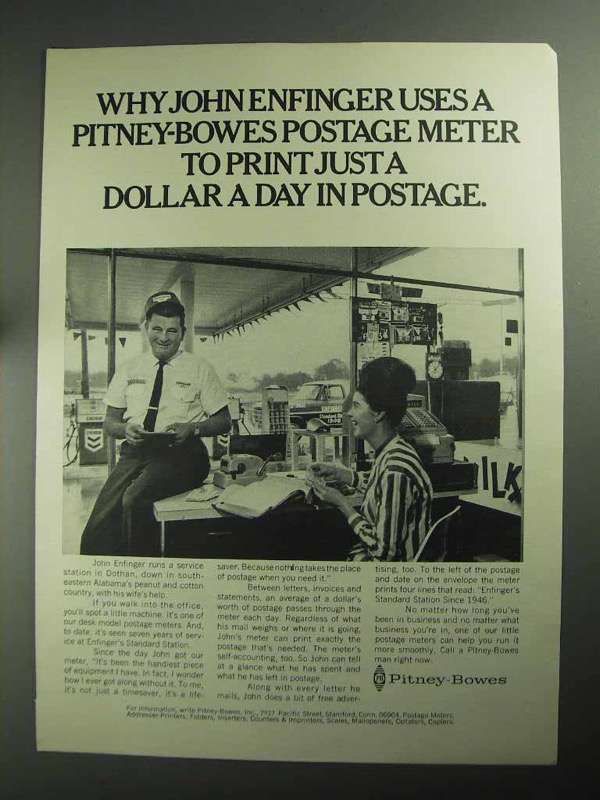 WHY JOHN ENFINGER USES A
PITNEY-BOWES POSTAGE METER
TO PRINT JUST A
DOLLAR A DAY IN POSTAGE.
ILK
John Enfinger runs a service
station in Dothan, down in south-
eastern Alabama's peanut and cotton
country, with his wife's help.
If you walk into the office,
you'll spot a little machine. It's one of
our desk model postage meters. And,
to date, it's seen seven years of serv-
ice at Enfinger's Standard Station.
Since the day John got our
meter, "It's been the handiest piece
of equipment I have. In fact, I wonder
how I ever got along without it. To me,
it's not just a timesaver, it's a life-
saver. Because nothing takes the place
of postage when you need it."
Between letters, invoices and
statements, an average of a dollar's
worth of postage passes through the
meter each day. Regardless of what
his mail weighs or where it is going,
John's meter can print exactly the
postage that's needed. The meter's
self-accounting, too. So John can tell
at a glance what he has spent and
what he has left in postage.
Along with every letter he
mails, John does a bit of free adver-
tising, too. To the left of the postage
and date on the envelope the meter
prints four lines that read: "Enfinger's
Standard Station Since 1946."
No matter how long you've
been in business and no matter what
business you're in, one of our little
postage meters can help you run it
more smoothly. Call a Pitney-Bowes
man right now.
PB Pitney-Bowes
For information, write Pitney-Bowes, Inc., Pacific Street, Stamford, Conn. 06904. Postage Meters,
Addresser-Printers, Folders, Inserters, Counters & Imprinters, Scales, Mailopeners, Collators, Copiers.